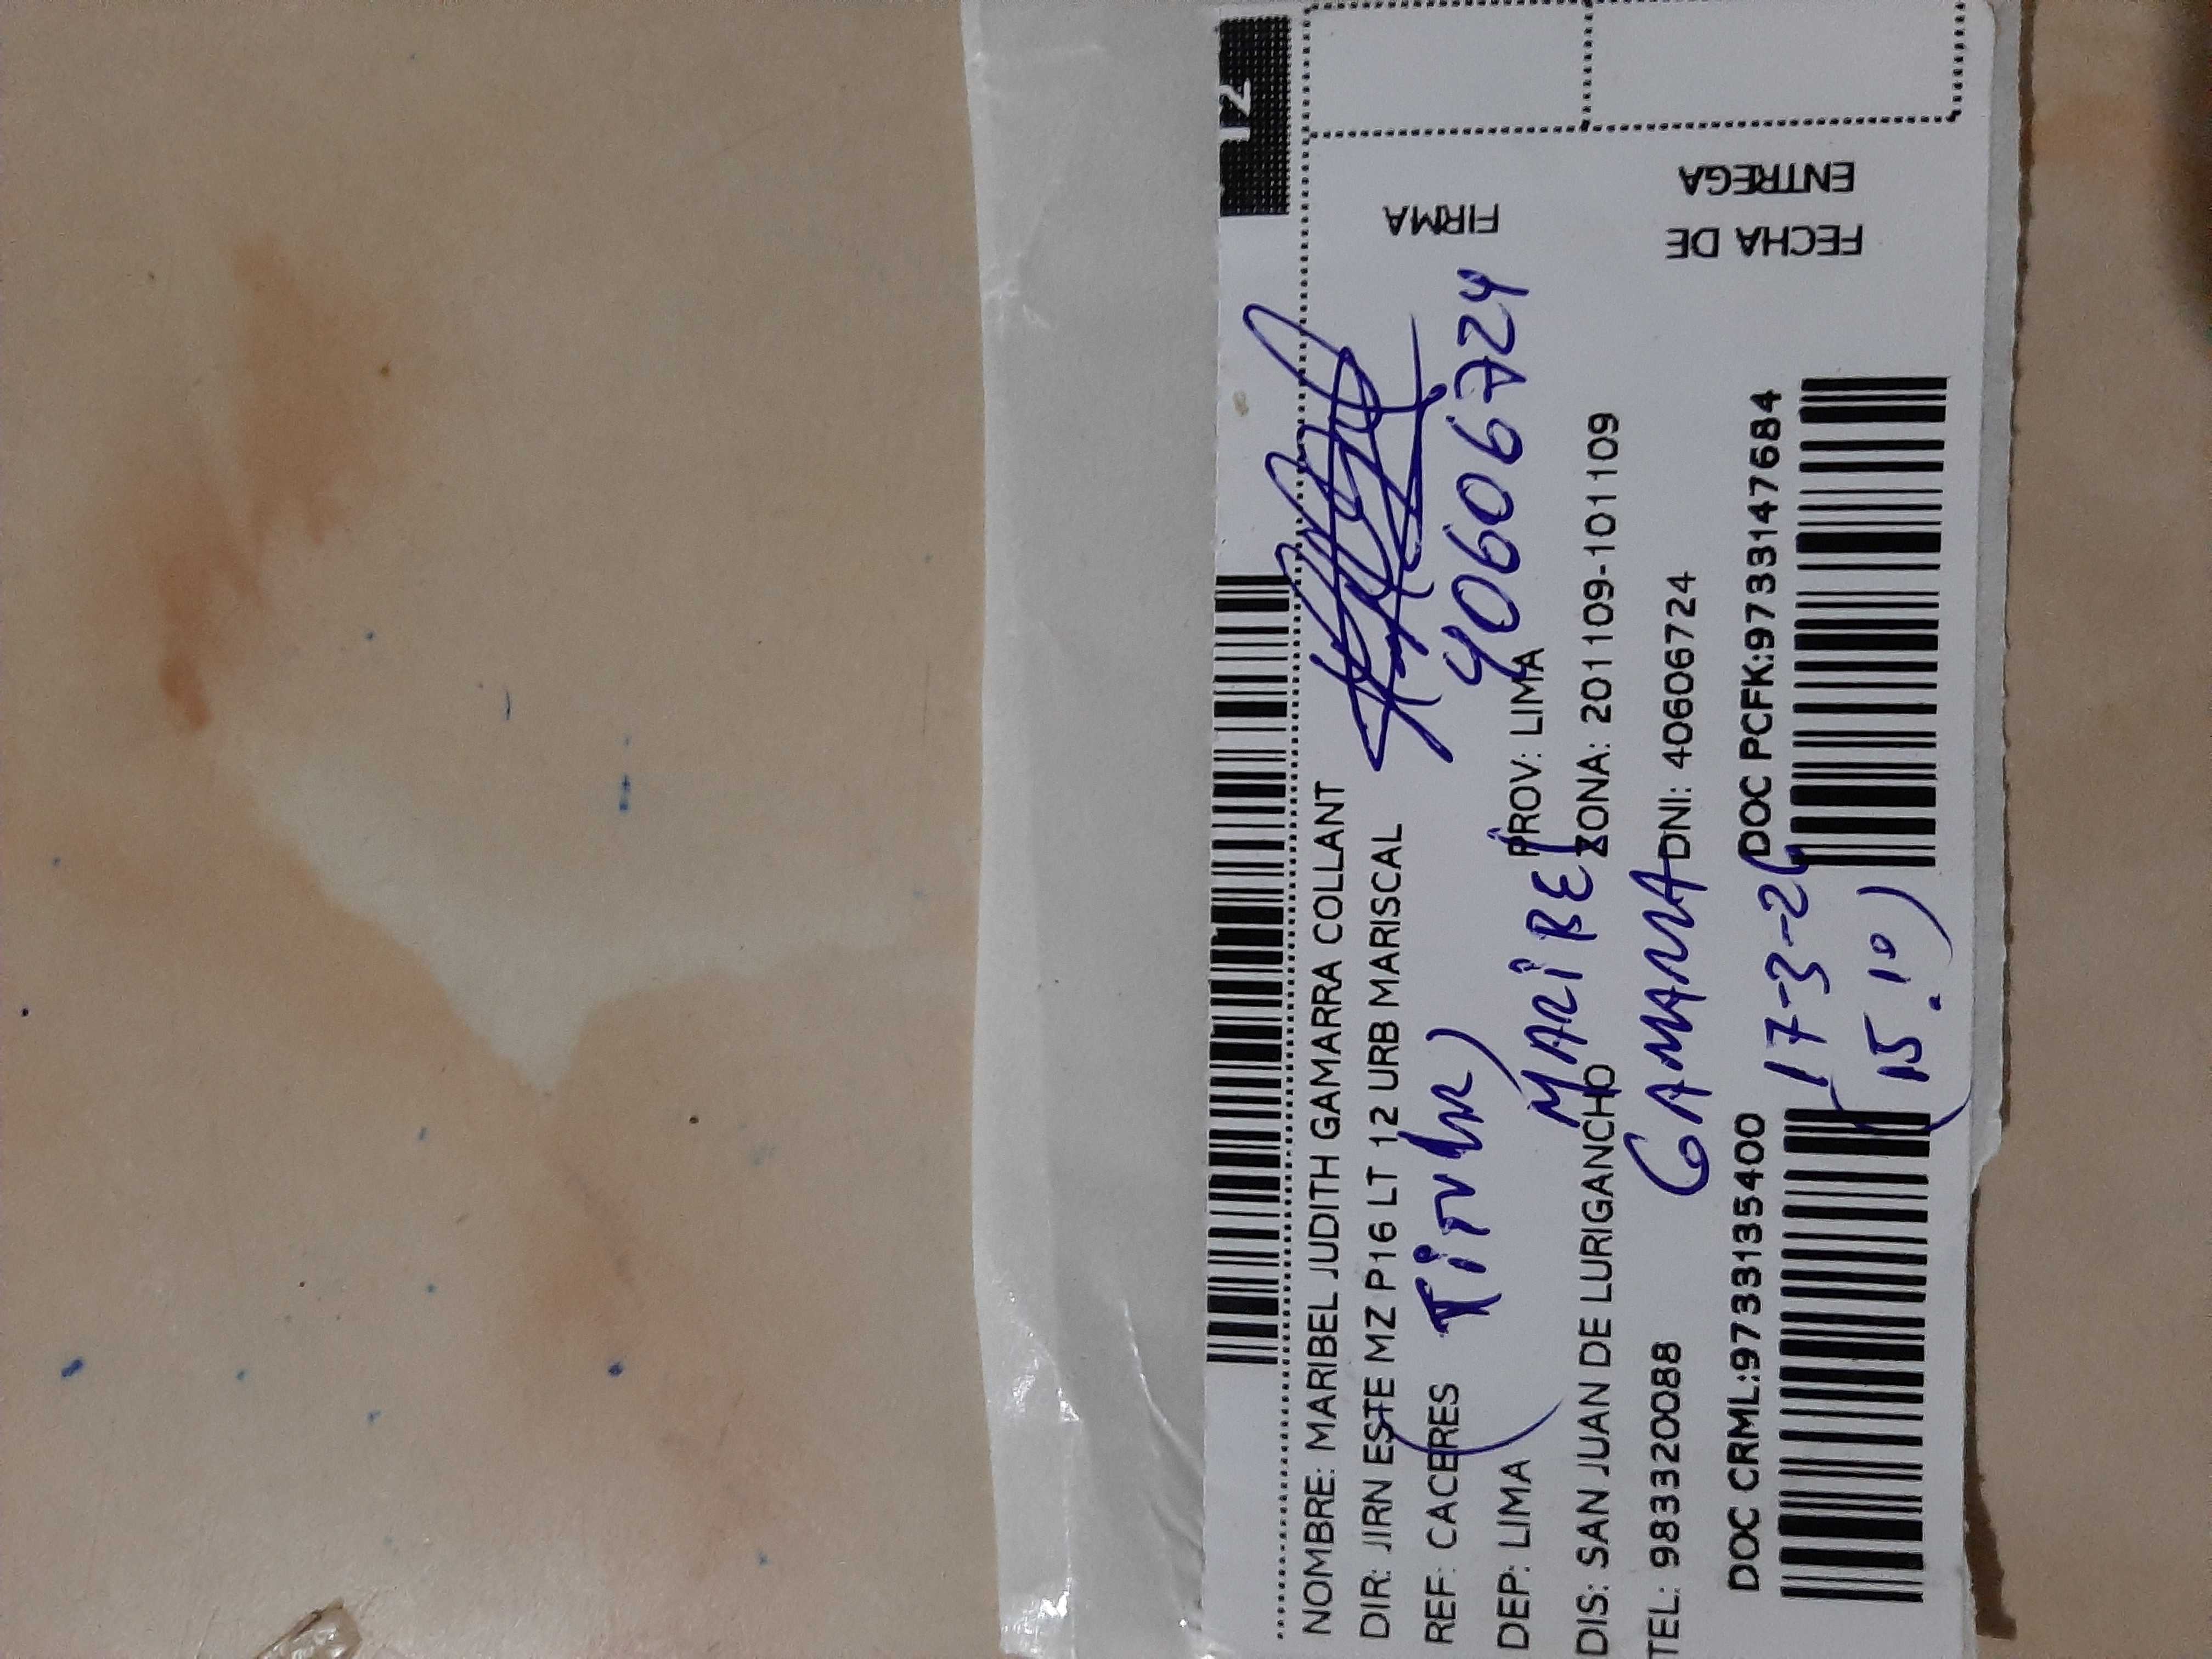 12
NOMBRE: MARIBEL JUDITH GAMARRA COLLANT
DIR: JIRN ESTE MZ P16 LT 12 URB MARISCAL
REF: CACERES
(Titular)
40606724
DEP: LIMA
PROV: LIMA
MARIBEL
DIS: SAN JUAN DE LURIGANCHO
ZONA: 201109-101109
GAMARRA
TEL: 983320088
DNI: 40606724
DOC CRML:9733135400
17-3-26
DOC PCFK:9733147684
(15:10)
FIRMA
FECHA DE
ENTREGA